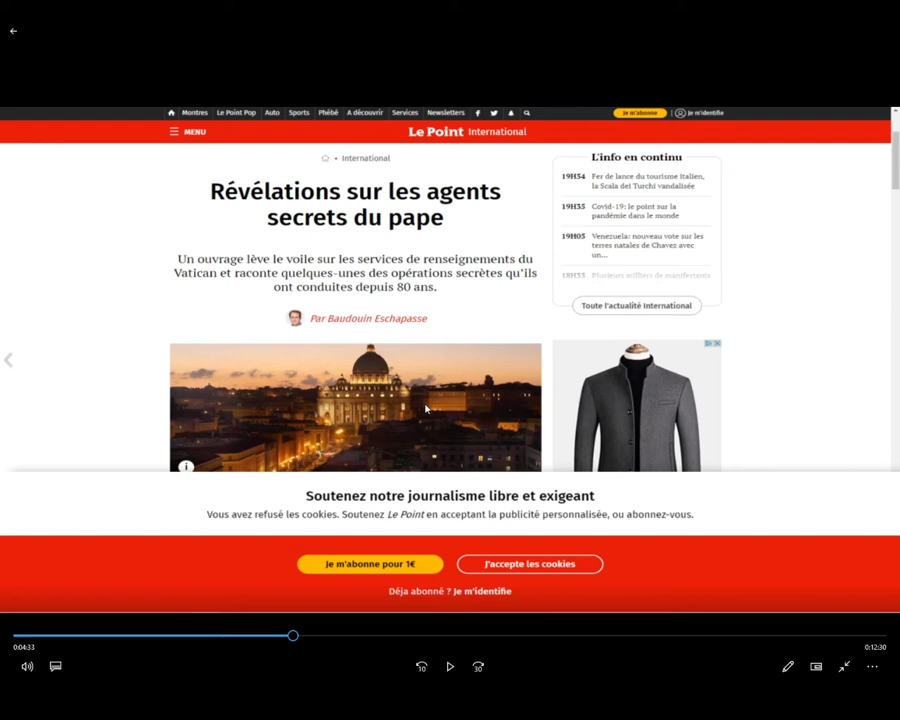 Montres Le Point Pop Auto Sports Phébé A découvrir Services Newsletters
Je m'abonne Je m'identifie
MENU
Le Point International
International
Révélations sur les agents
secrets du pape
Un ouvrage lève le voile sur les services de renseignements du
Vatican et raconte quelques-unes des opérations secrètes qu'ils
ont conduites depuis 80 ans.
Par Baudouin Eschapasse
L'info en continu
19H54 Fer de lance du tourisme italien,
la Scala dei Turchi vandalisée
19H35 Covid-19: le point sur la
pandémie dans le monde
19H05 Venezuela: nouveau vote sur les
terres natales de Chavez avec
un...
18H55 Plusieurs milliers de manifestants
Toute l'actualité International
Soutenez notre journalisme libre et exigeant
Vous avez refusé les cookies. Soutenez Le Point en acceptant la publicité personnalisée, ou abonnez-vous.
Je m'abonne pour 1€
J'accepte les cookies
Déja abonné ? Je m'identifie
0:04:33
0:12:30
10
30